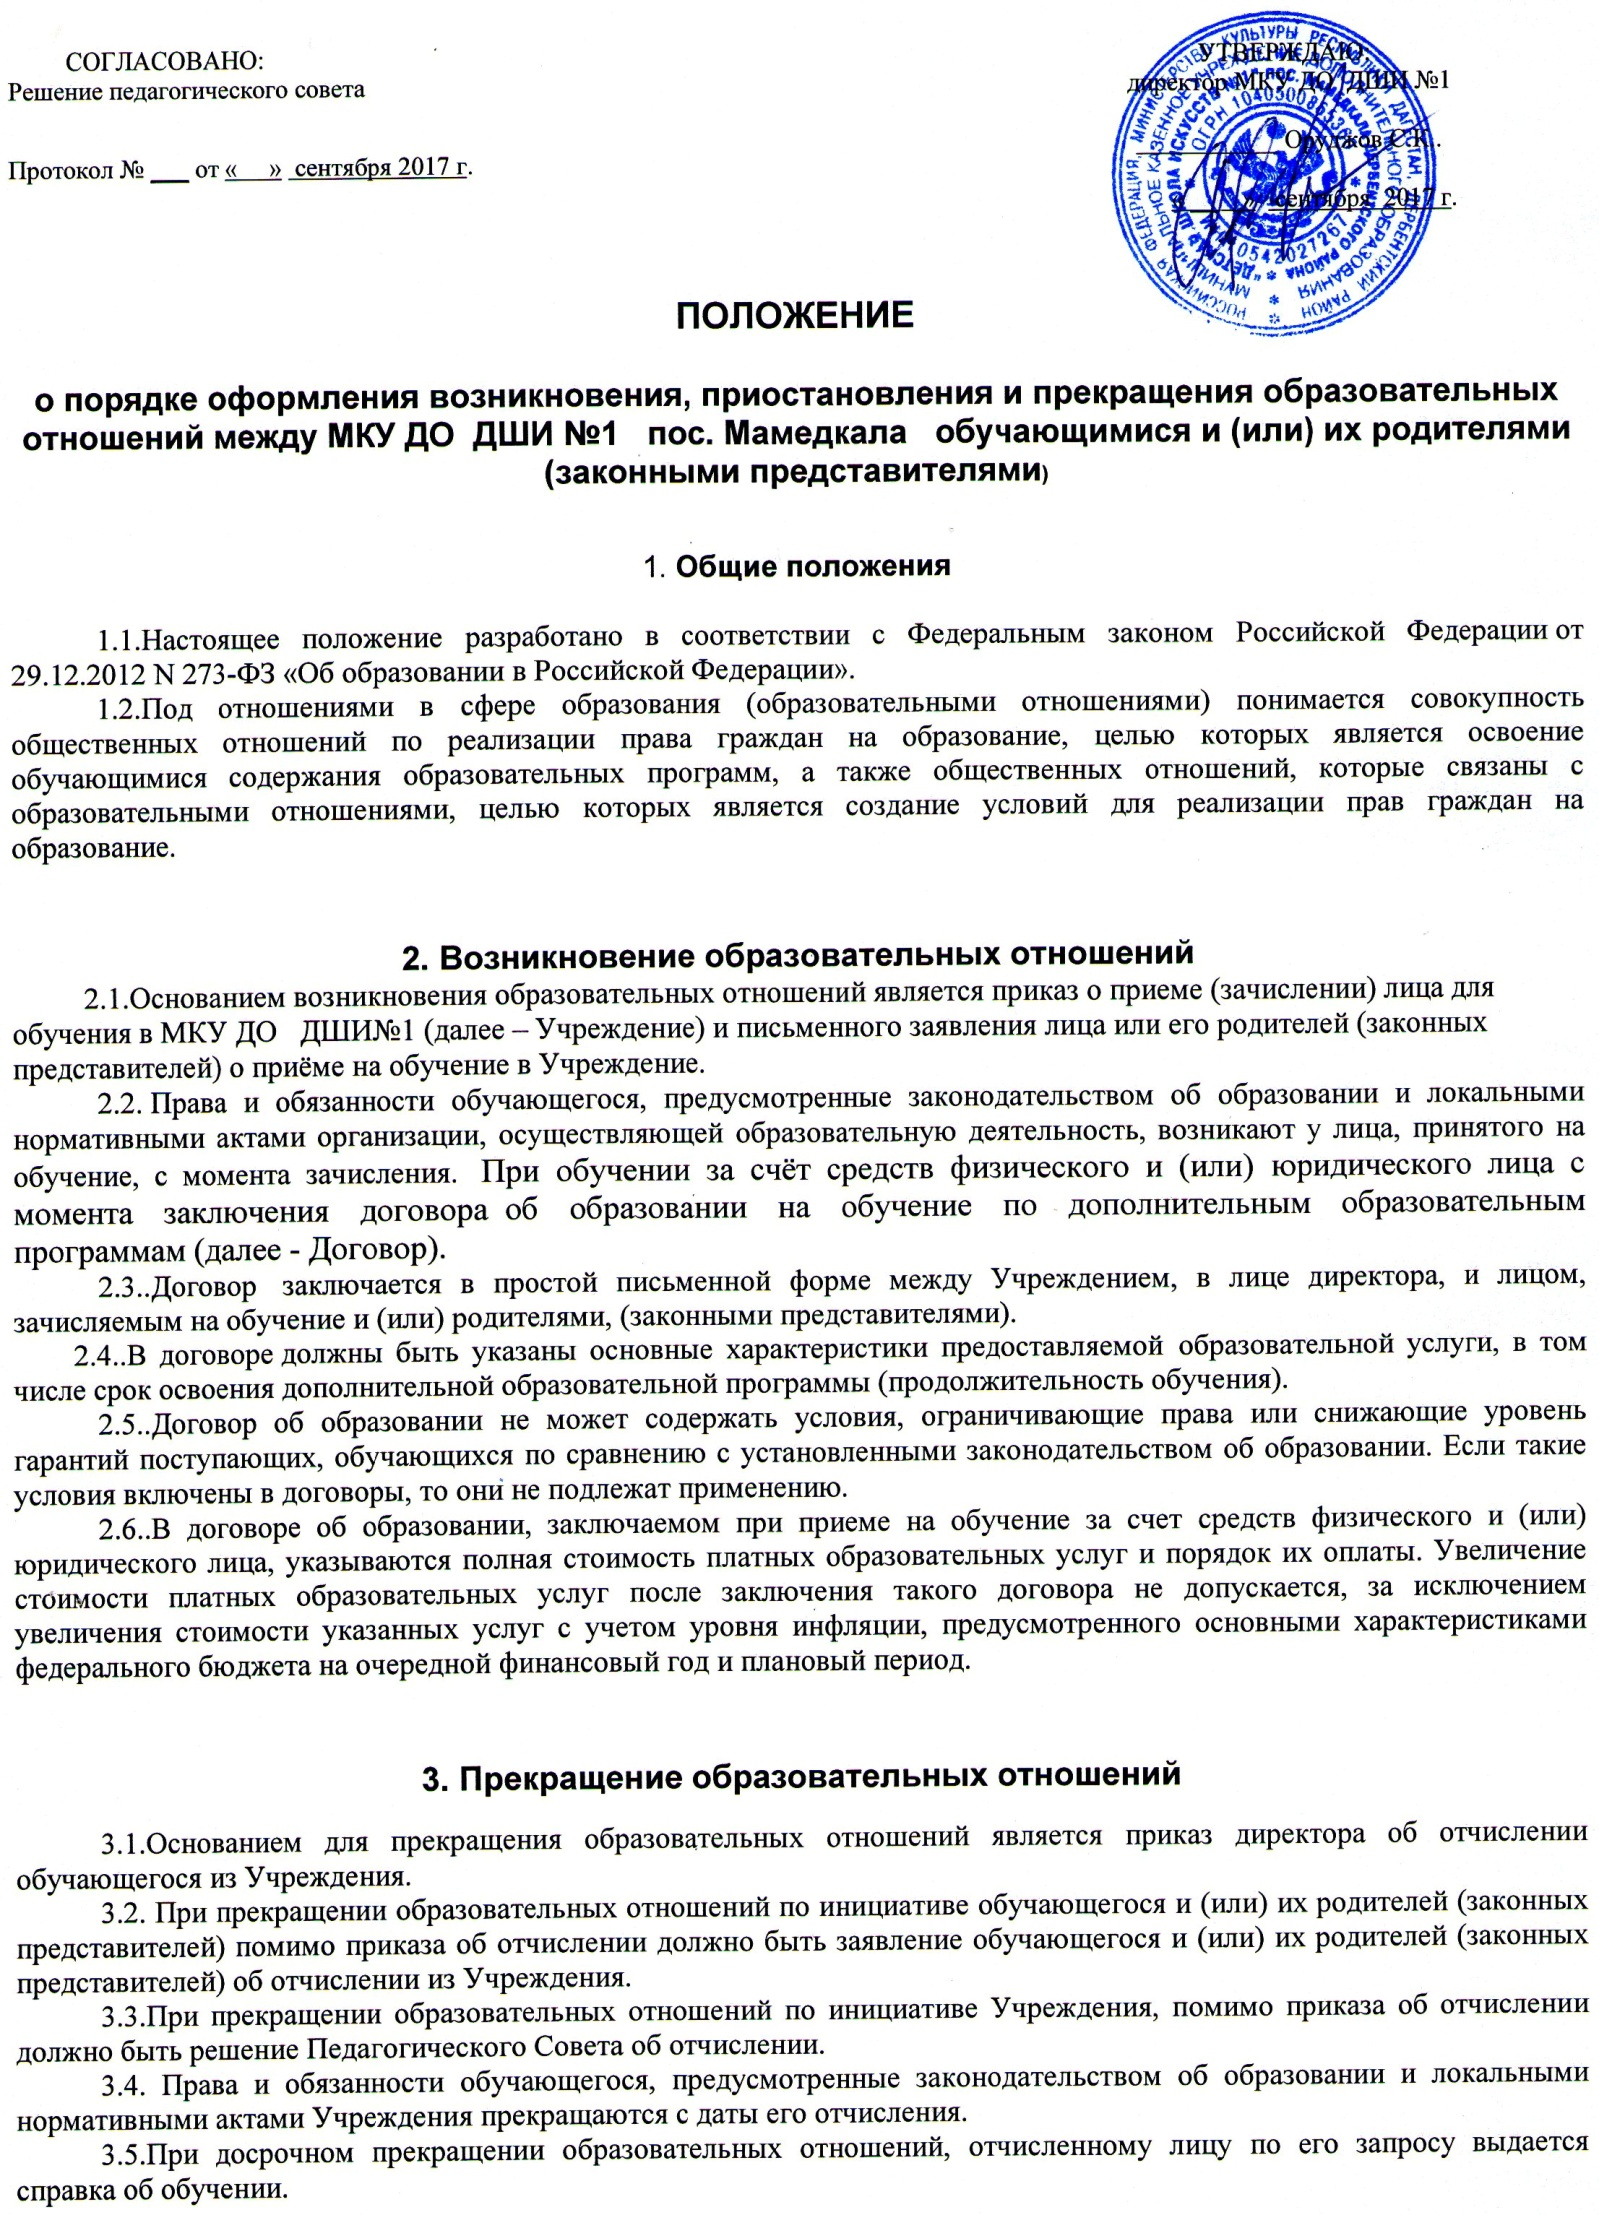 СОГЛАСОВАНО:
Решение педагогического совета
Протокол № ___ от «___» сентября 2017 г.
УТВЕРЖДАЮ
директор МКУ ДО ДШИ №1
Оруджов С.К..
«___» сентября 2017 г.
ПОЛОЖЕНИЕ
о порядке оформления возникновения, приостановления и прекращения образовательных
отношений между МКУ ДО ДШИ №1 пос. Мамедкала обучающимися и (или) их родителями
(законными представителями)
1. Общие положения
1.1.Настоящее положение разработано в соответствии с Федеральным законом Российской Федерации от
29.12.2012 N 273-ФЗ «Об образовании в Российской Федерации».
1.2.Под отношениями в сфере образования (образовательными отношениями) понимается совокупность
общественных отношений по реализации права граждан на образование, целью которых является освоение
обучающимися содержания образовательных программ, а также общественных отношений, которые связаны с
образовательными отношениями, целью которых является создание условий для реализации прав граждан на
образование.
2. Возникновение образовательных отношений
2.1.Основанием возникновения образовательных отношений является приказ о приеме (зачислении) лица для
обучения в МКУ ДО ДШИ№1 (далее – Учреждение) и письменного заявления лица или его родителей (законных
представителей) о приёме на обучение в Учреждение.
2.2. Права и обязанности обучающегося, предусмотренные законодательством об образовании и локальными
нормативными актами организации, осуществляющей образовательную деятельность, возникают у лица, принятого на
обучение, с момента зачисления. При обучении за счёт средств физического и (или) юридического лица с
момента заключения договора об образовании на обучение по дополнительным образовательным
программам (далее - Договор).
2.3..Договор заключается в простой письменной форме между Учреждением, в лице директора, и лицом,
зачисляемым на обучение и (или) родителями, (законными представителями).
2.4..В договоре должны быть указаны основные характеристики предоставляемой образовательной услуги, в том
числе срок освоения дополнительной образовательной программы (продолжительность обучения).
2.5..Договор об образовании не может содержать условия, ограничивающие права или снижающие уровень
гарантий поступающих, обучающихся по сравнению с установленными законодательством об образовании. Если такие
условия включены в договоры, то они не подлежат применению.
2.6..В договоре об образовании, заключаемом при приеме на обучение за счет средств физического и (или)
юридического лица, указываются полная стоимость платных образовательных услуг и порядок их оплаты. Увеличение
стоимости платных образовательных услуг после заключения такого договора не допускается, за исключением
увеличения стоимости указанных услуг с учетом уровня инфляции, предусмотренного основными характеристиками
федерального бюджета на очередной финансовый год и плановый период.
3. Прекращение образовательных отношений
3.1.Основанием для прекращения образовательных отношений является приказ директора об отчислении
обучающегося из Учреждения.
3.2. При прекращении образовательных отношений по инициативе обучающегося и (или) их родителей (законных
представителей) помимо приказа об отчислении должно быть заявление обучающегося и (или) их родителей (законных
представителей) об отчислении из Учреждения.
3.3.При прекращении образовательных отношений по инициативе Учреждения, помимо приказа об отчислении
должно быть решение Педагогического Совета об отчислении.
3.4. Права и обязанности обучающегося, предусмотренные законодательством об образовании и локальными
нормативными актами Учреждения прекращаются с даты его отчисления.
3.5.При досрочном прекращении образовательных отношений, отчисленному лицу по его запросу выдается
справка об обучении.